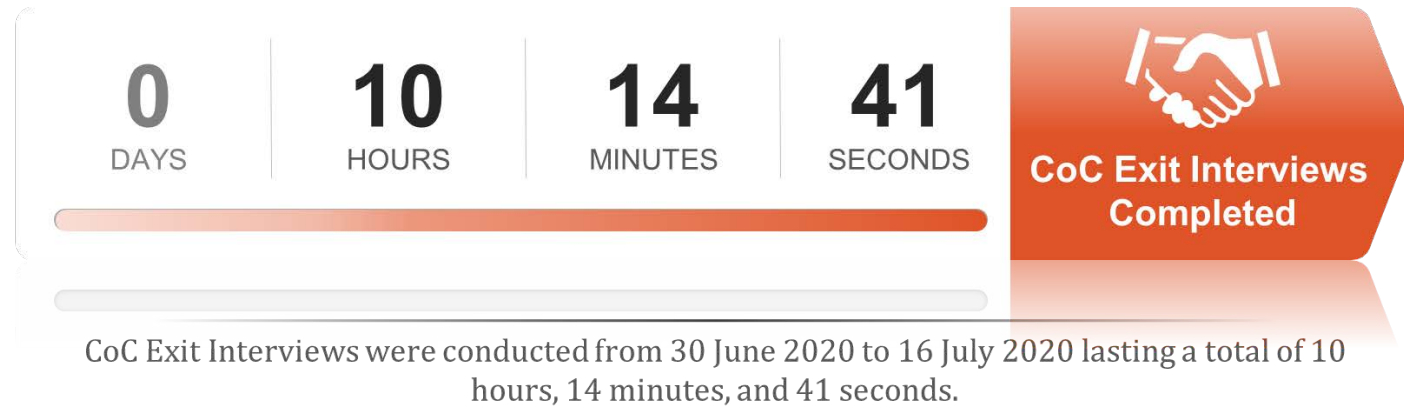 0 10 14 41
DAYS HOURS MINUTES SECONDS
CoC Exit Interviews
Completed
CoC Exit Interviews were conducted from 30 June 2020 to 16 July 2020 lasting a total of 10
hours, 14 minutes, and 41 seconds.